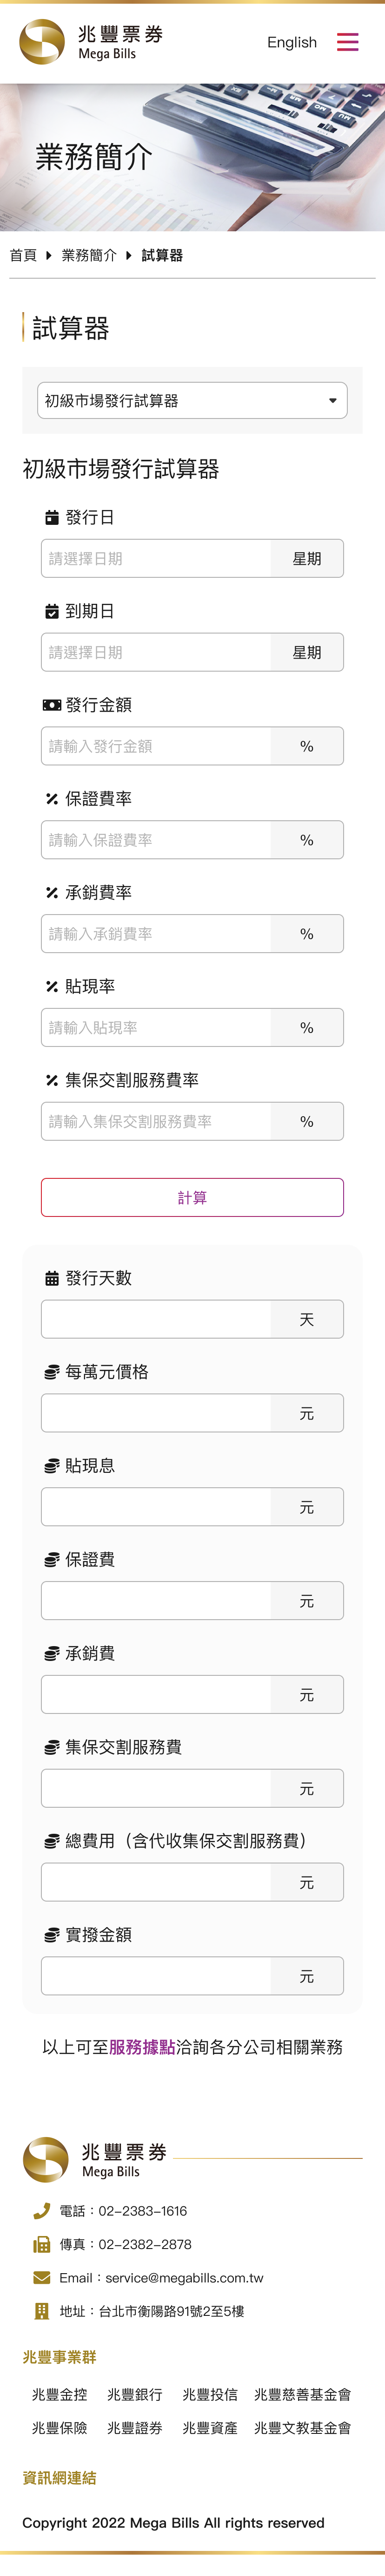 兆豐票券
Mega Bills
English
業務簡介
首頁 業務簡介 試算器
試算器
初級市場發行試算器
初級市場發行試算器
發行日
請選擇日期 星期
到期日
請選擇日期 星期
發行金額
請輸入發行金額 %
保證費率
請輸入保證費率 %
承銷費率
請輸入承銷費率 %
貼現率
請輸入貼現率 %
集保交割服務費率
請輸入集保交割服務費率 %
計算
發行天數
天
每萬元價格
元
貼現息
元
保證費
元
承銷費
元
集保交割服務費
元
總費用（含代收集保交割服務費）
元
實撥金額
元
以上可至服務據點洽詢各分公司相關業務
兆豐票券
Mega Bills
電話：02-2383-1616
傳真：02-2382-2878
Email：service@megabills.com.tw
地址：台北市衡陽路91號2至5樓
兆豐事業群
兆豐金控 兆豐銀行 兆豐投信 兆豐慈善基金會
兆豐保險 兆豐證券 兆豐資產 兆豐文教基金會
資訊網連結
Copyright 2022 Mega Bills All rights reserved